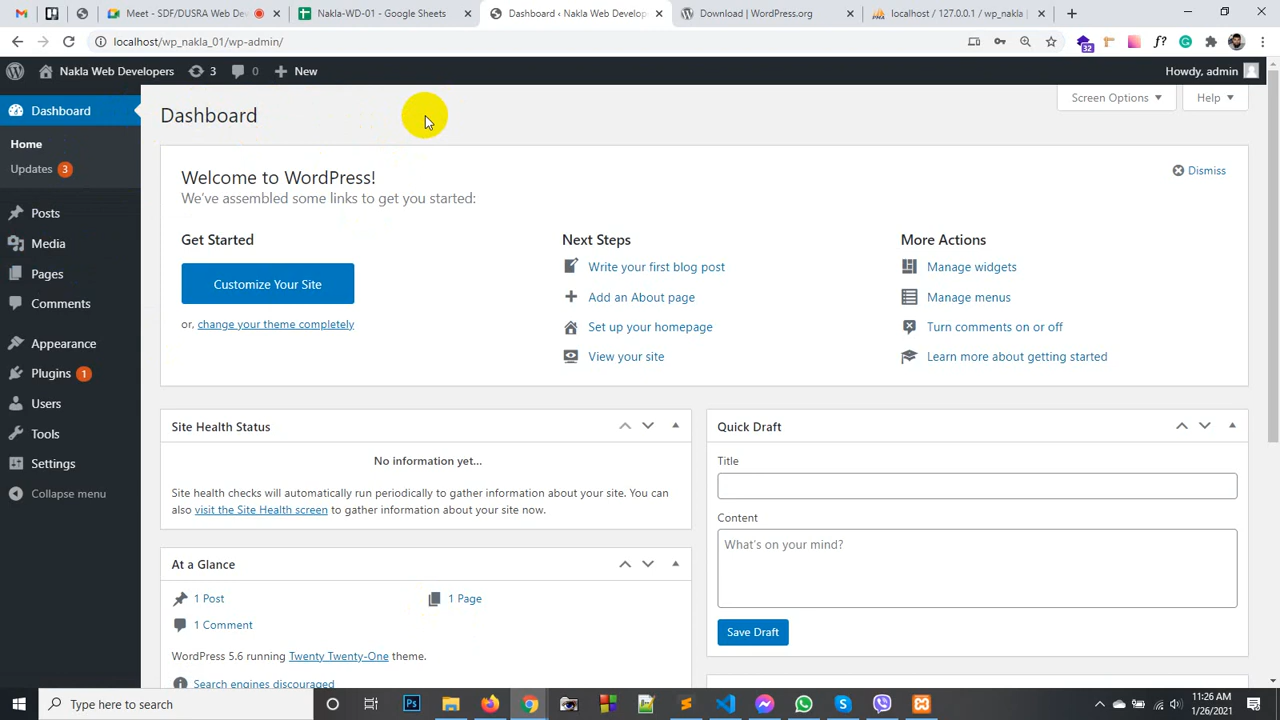 Meet - SDF/DUSRA Web De
Nakla-WD-01 - Google Sheets
Dashboard ‹ Nakla Web Develop
Download | WordPress.org
localhost / 127.0.0.1 / wp_nakla
localhost/wp_nakla_01/wp-admin/
32
f?
Nakla Web Developers
3
0
New
Howdy, admin
Dashboard
Home
Updates 3
Posts
Media
Pages
Comments
Appearance
Plugins 1
Users
Tools
Settings
Collapse menu
Dashboard
Screen Options
Help
Welcome to WordPress!
We've assembled some links to get you started:
Dismiss
Get Started
Customize Your Site
or, change your theme completely
Next Steps
Write your first blog post
Add an About page
Set up your homepage
View your site
More Actions
Manage widgets
Manage menus
Turn comments on or off
Learn more about getting started
Site Health Status
No information yet...
Site health checks will automatically run periodically to gather information about your site. You can
also visit the Site Health screen to gather information about your site now.
At a Glance
1 Post
1 Page
1 Comment
WordPress 5.6 running Twenty Twenty-One theme.
Search engines discouraged
Quick Draft
Title
Content
What's on your mind?
Save Draft
Type here to search
Ps
11:26 AM
1/26/2021